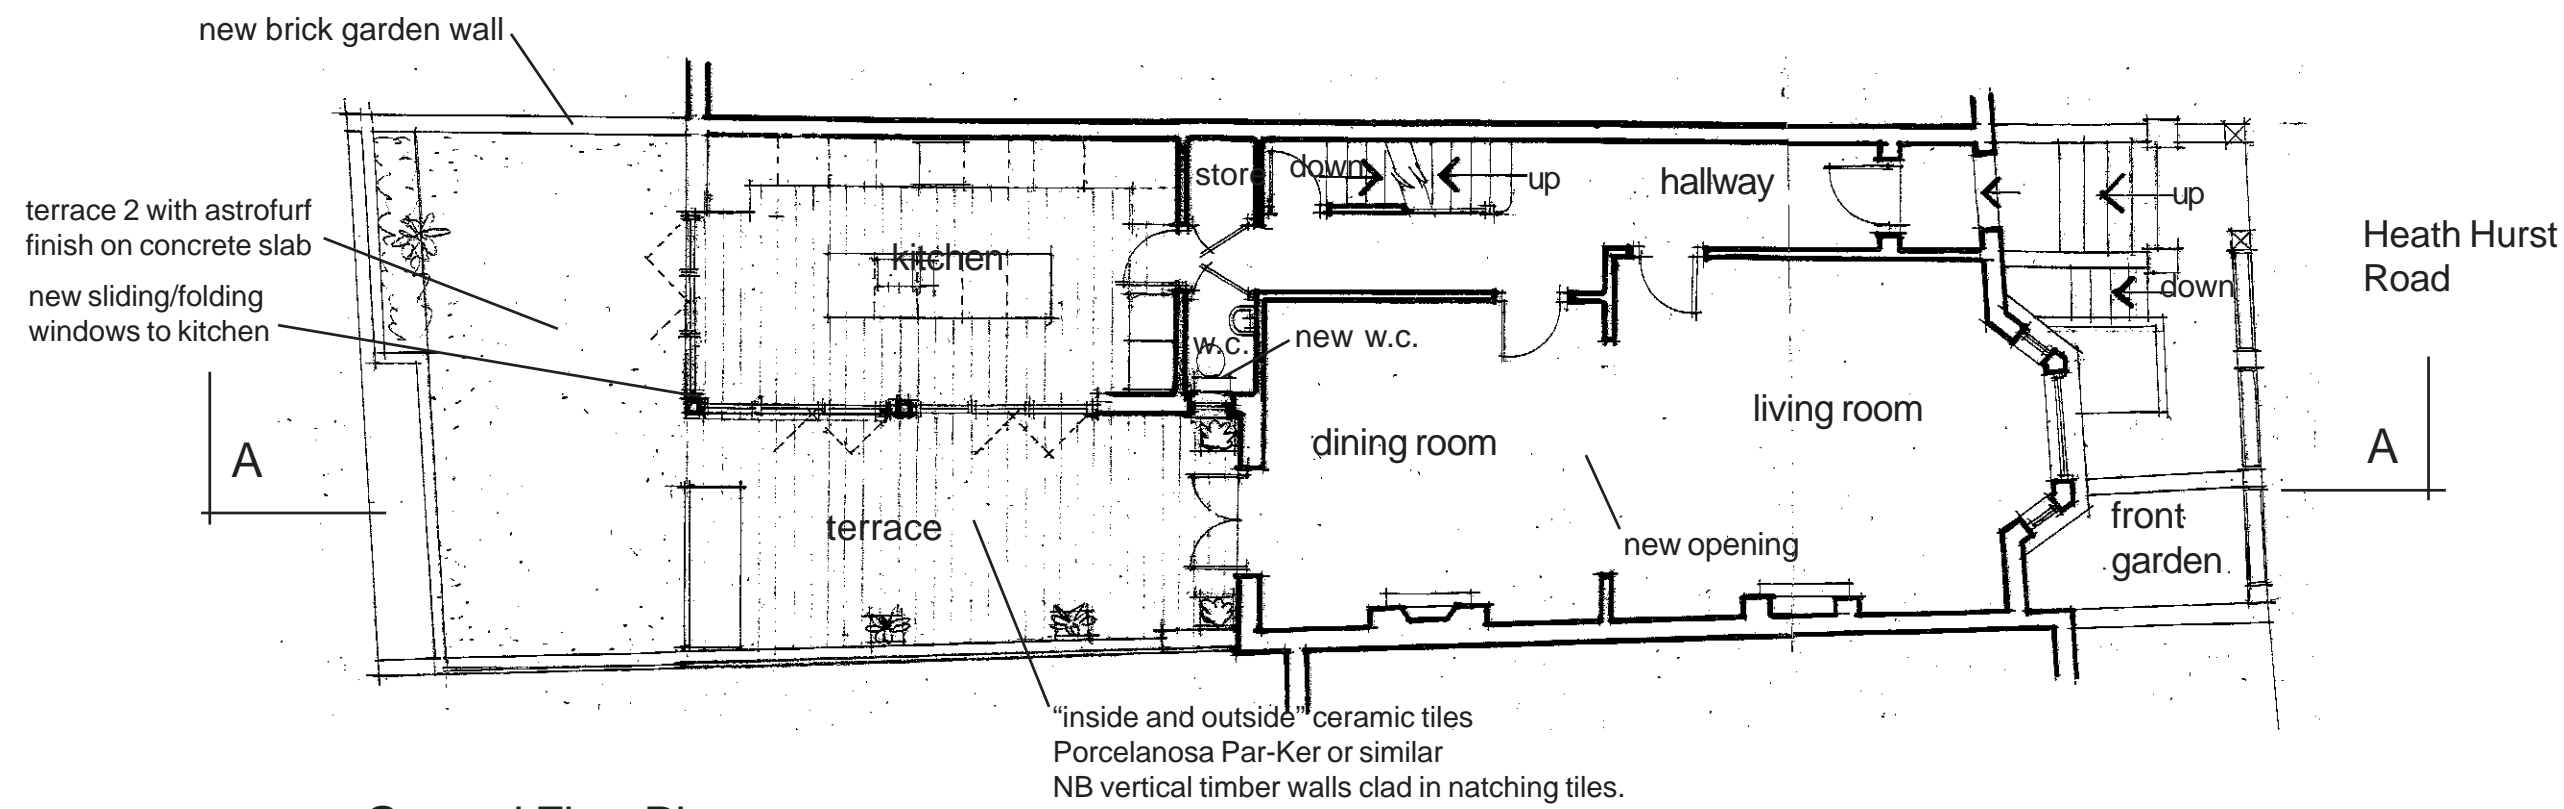 new brick garden wall
store
down
up
hallway
up
terrace 2 with astrofurf
finish on concrete slab
Heath Hurst
Road
kitchen
new sliding/folding
windows to kitchen
down
w.c.
new w.c.
living room
dining room
A
A
terrace
new opening
front
garden
“inside and outside” ceramic tiles
Porcelanosa Par-Ker or similar
NB vertical timber walls clad in natching tiles.